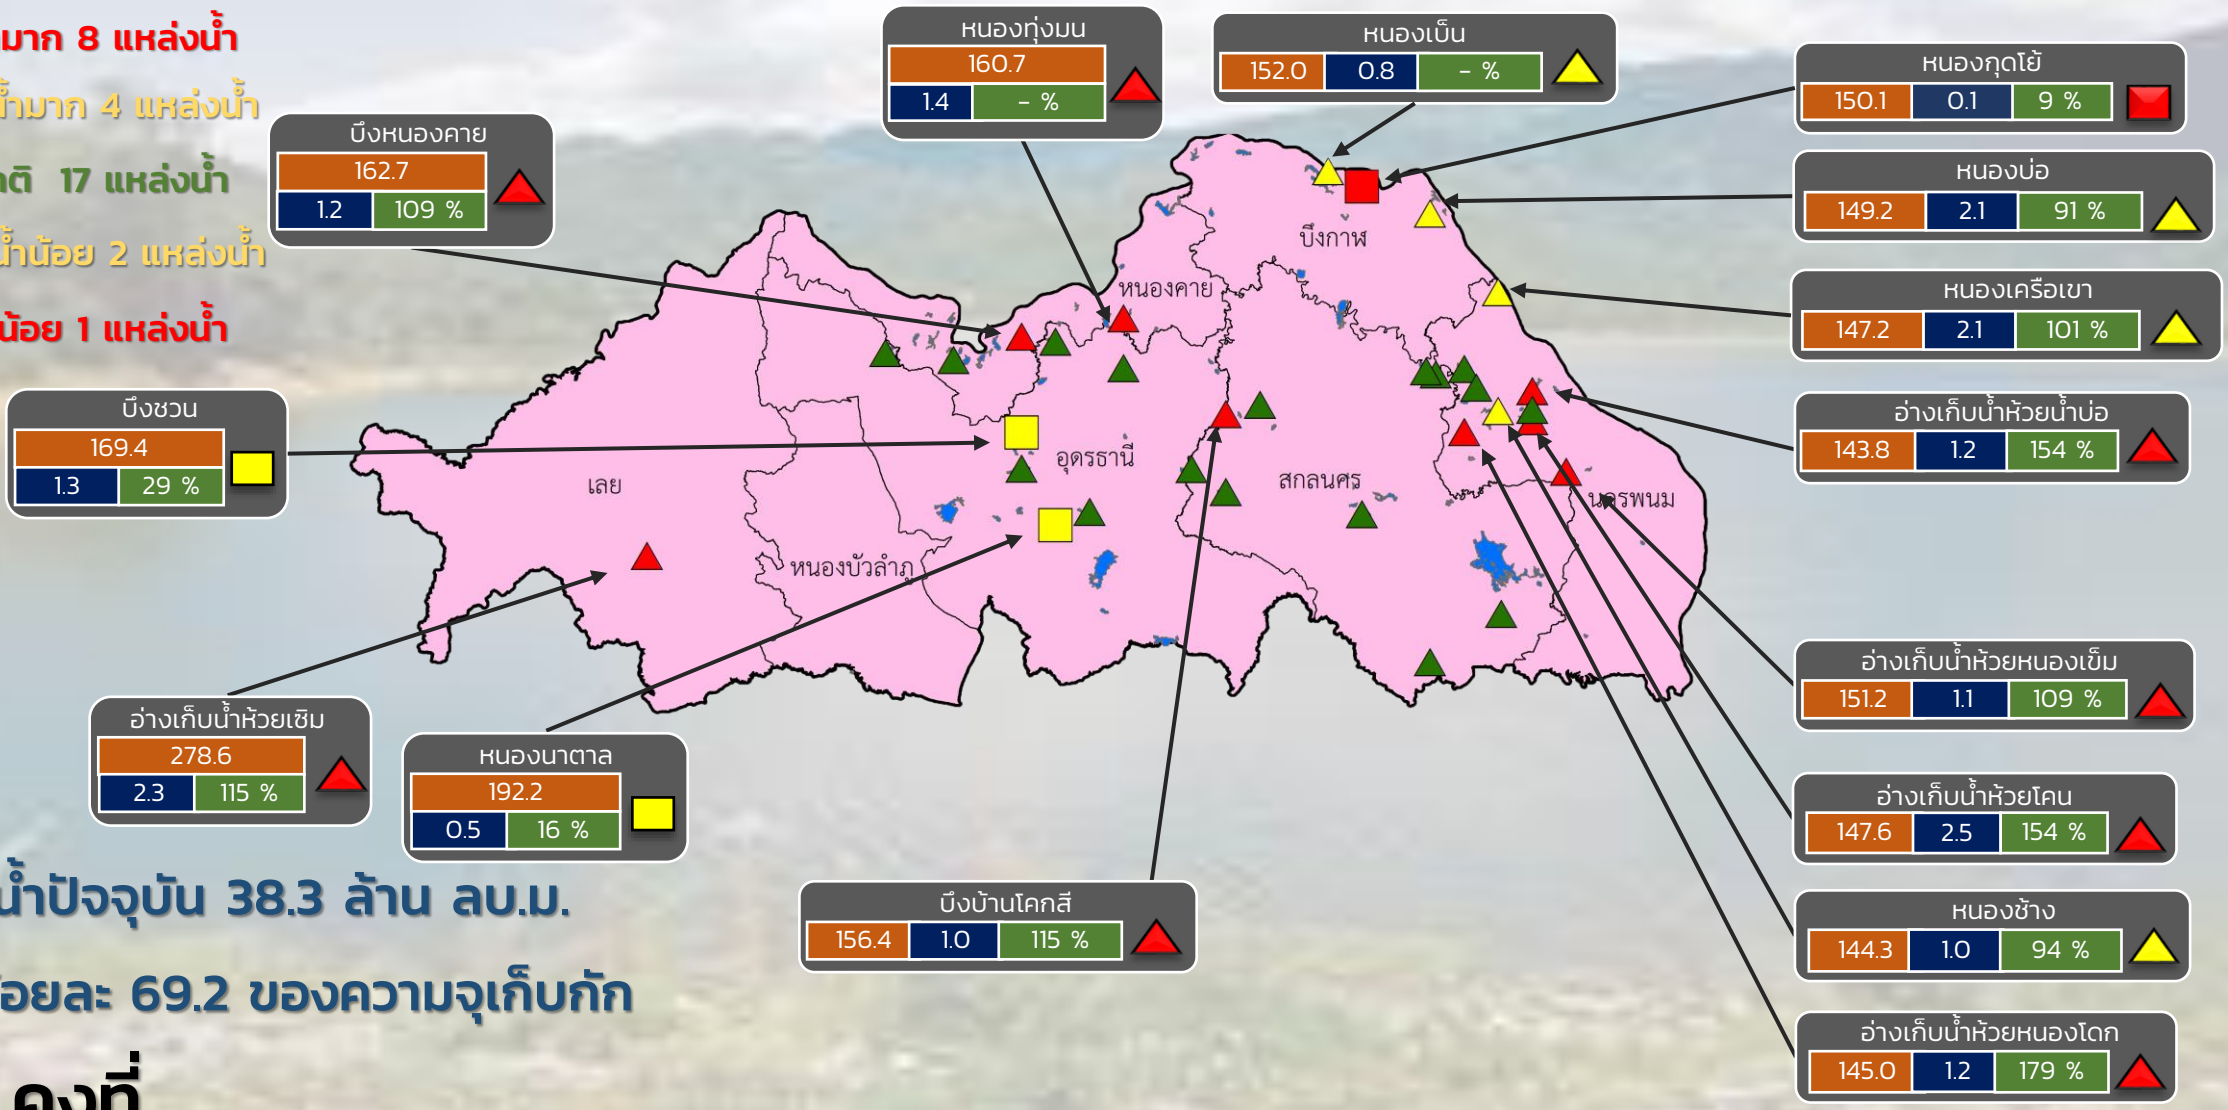 มาก 8 แหล่งน้ำ
น้ำมาก 4 แหล่งน้ำ
17 แหล่งน้ำ
น้ำน้อย 2 แหล่งน้ำ
น้อย 1 แหล่งน้ำ
หนองทุ่งมน
160.7
1.4 - %
หนองเบ็น
152.0 0.8 - %
หนองกุดโย้
150.1 0.1 9 %
บึงหนองคาย
162.7
1.2 109 %
หนองบ่อ
149.2 2.1 91 %
หนองเครือเขา
147.2 2.1 101 %
บึงชวน
169.4
1.3 29 %
อ่างเก็บน้ำห้วยน้ำบ่อ
143.8 1.2 154 %
บึงกาฬ
หนองคาย
อุดรธานี
เลย
สกลนคร
นครพนม
หนองบัวลำภู
อ่างเก็บน้ำห้วยหนองเข็ม
151.2 1.1 109 %
อ่างเก็บน้ำห้วยเซิม
278.6
2.3 115 %
หนองนาตาล
192.2
0.5 16 %
อ่างเก็บน้ำห้วยโคน
147.6 2.5 154 %
บึงบ้านโคกสี
156.4 1.0 115 %
หนองช้าง
144.3 1.0 94 %
อ่างเก็บน้ำห้วยหนองโดก
145.0 1.2 179 %
น้ำปัจจุบัน 38.3 ล้าน ลบ.ม.
ร้อยละ 69.2 ของความจุเก็บกัก
คงที่